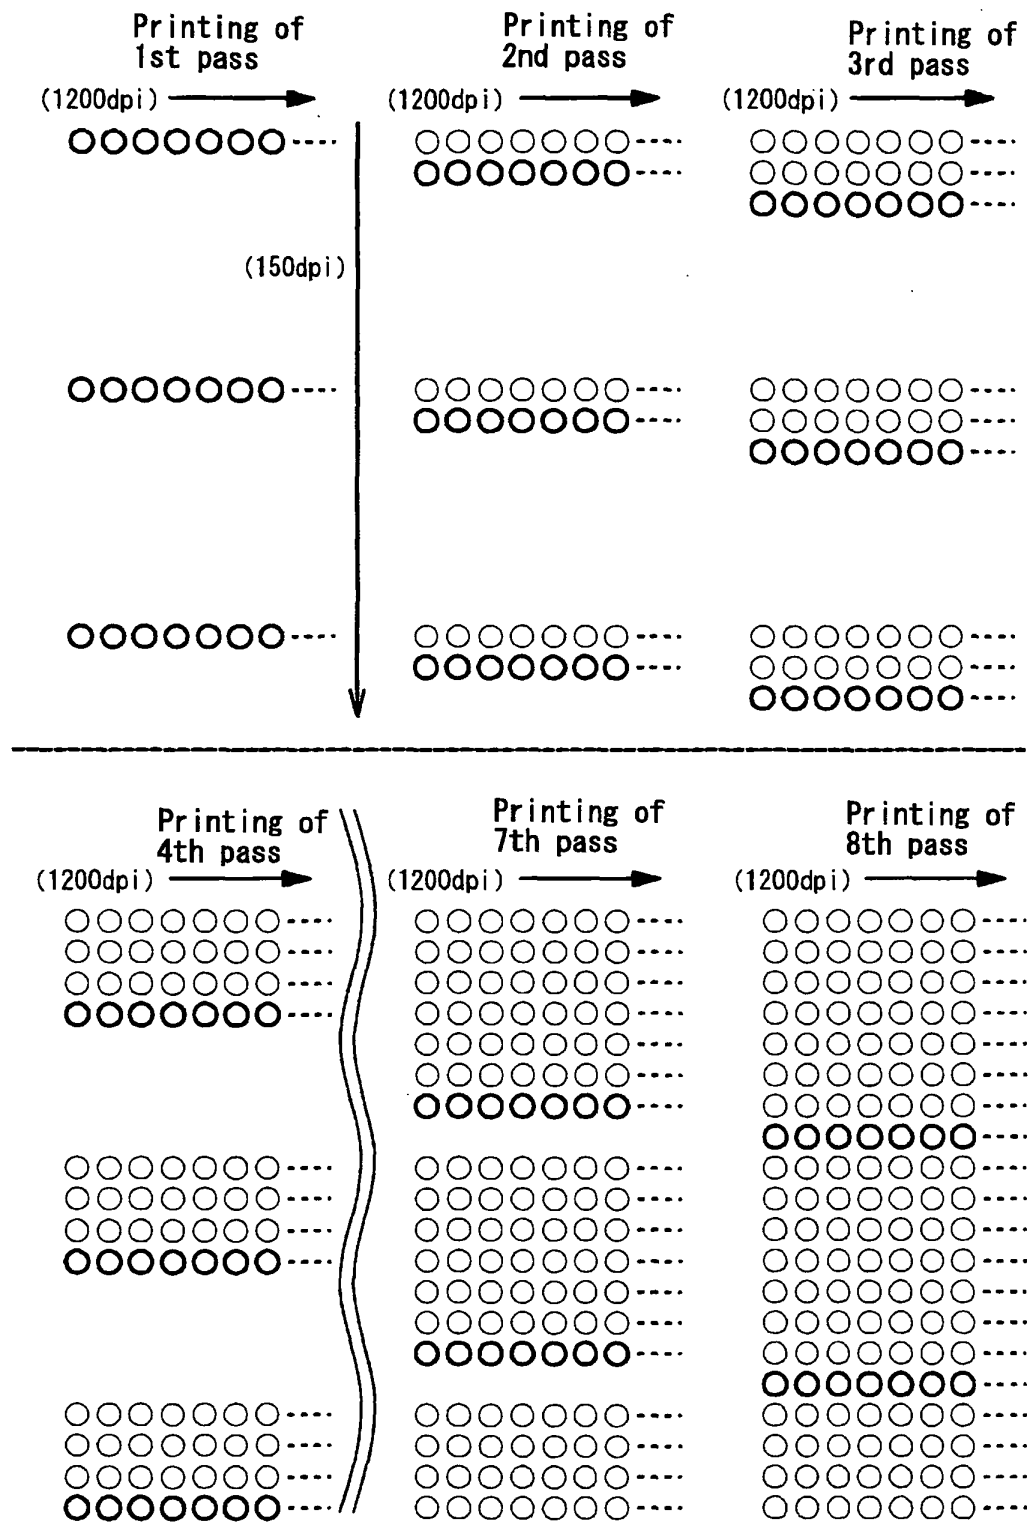 Printing of
1st pass
(1200dpi)
Printing of
2nd pass
(1200dpi)
Printing of
3rd pass
(1200dpi)
(150dpi)
Printing of
4th pass
(1200dpi)
Printing of
7th pass
(1200dpi)
Printing of
8th pass
(1200dpi)